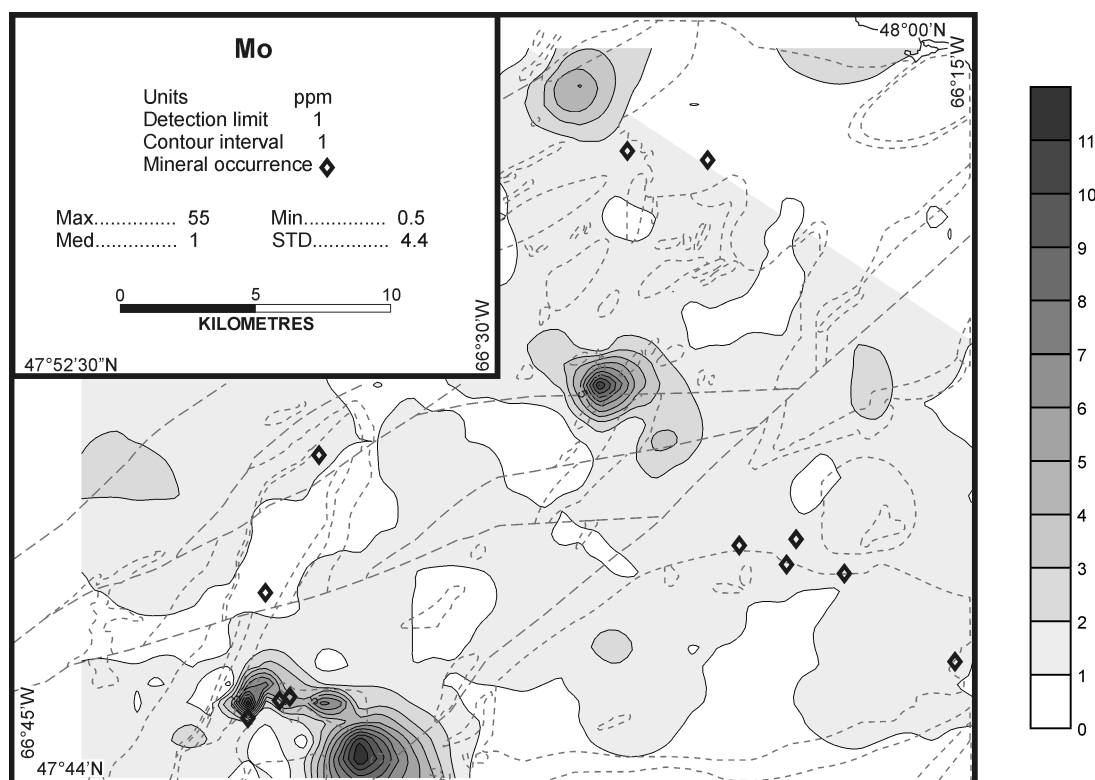 Mo
Units ppm
Detection limit 1
Contour interval 1
Mineral occurrence
Max............... 55 Min.............. 0.5
Med............... 1 STD............. 4.4
0 5 10
KILOMETRES
47°52'30"N
66°30'W
48°00'N
66°15'W
66°45'W
47°44'N
11
10
9
8
7
6
5
4
3
2
1
0